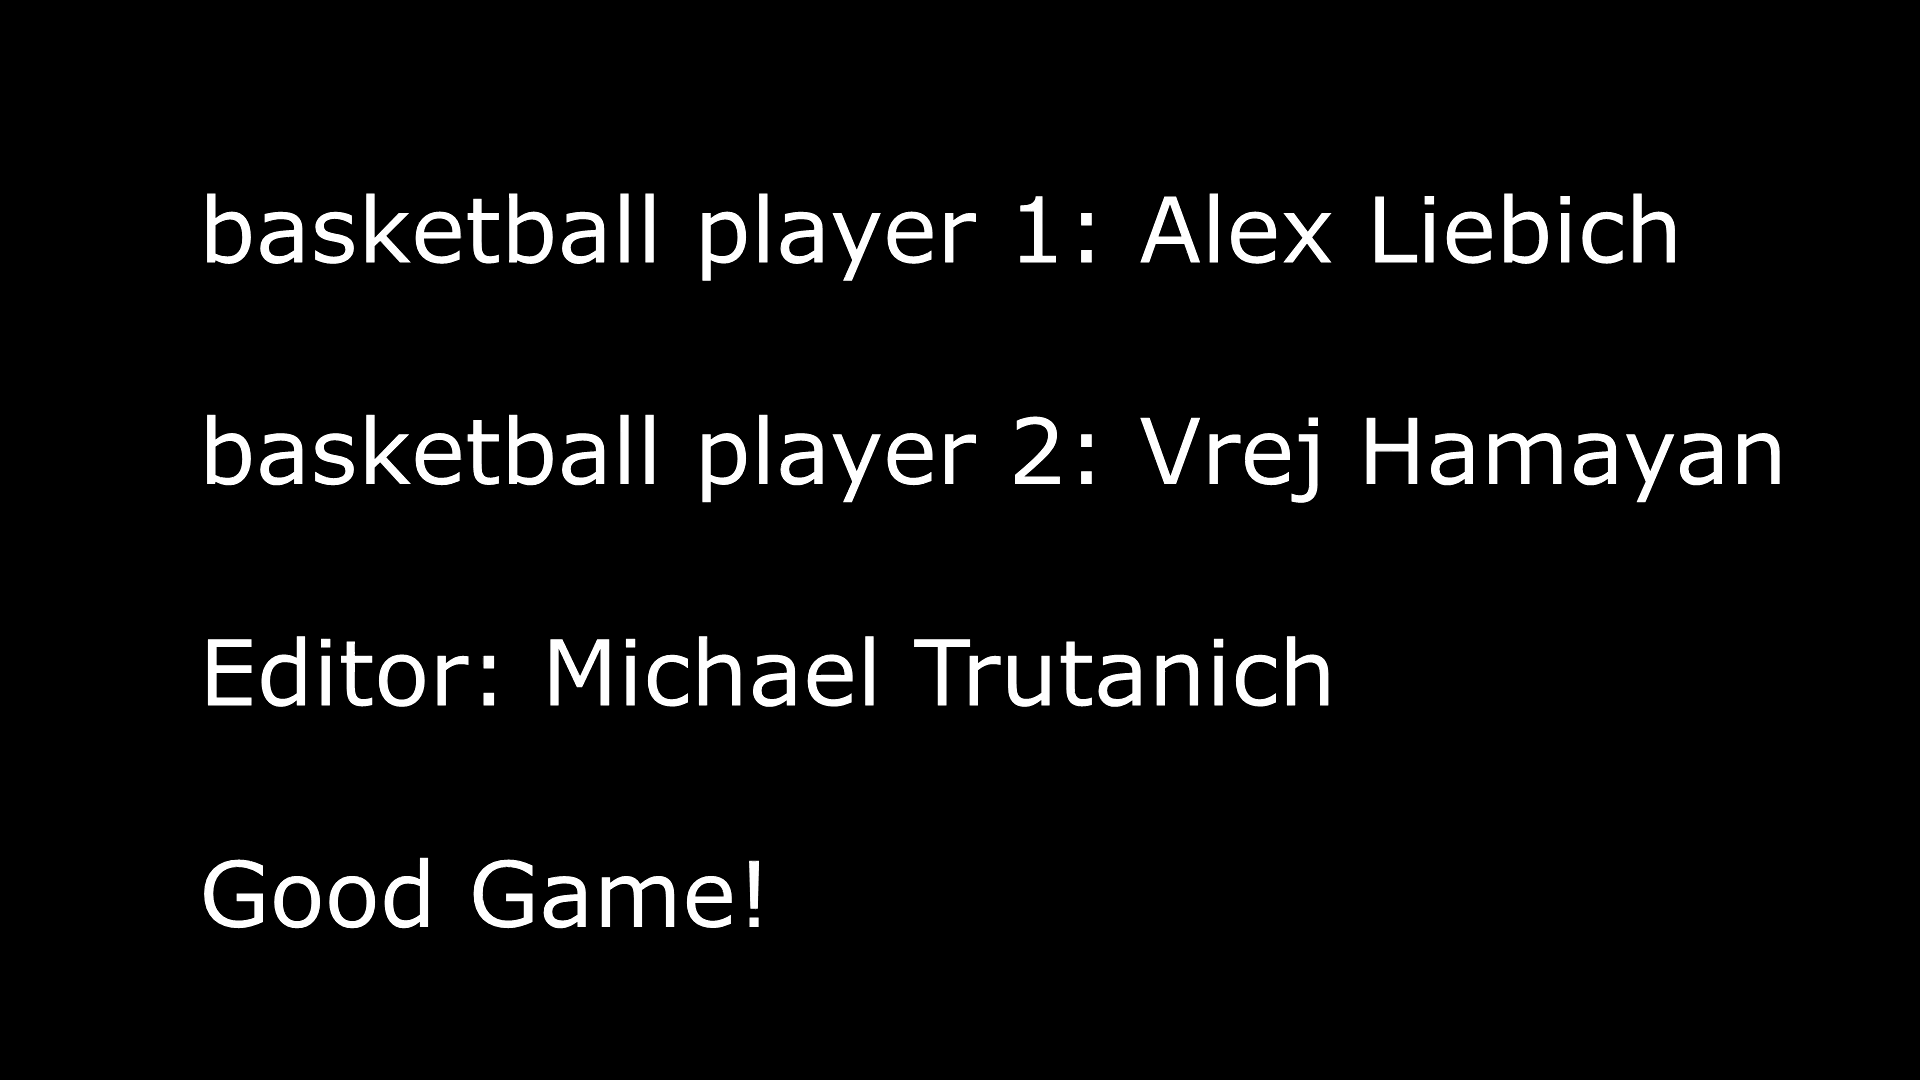 basketball player 1: Alex Liebich
basketball player 2: Vrej Hamayan
Editor: Michael Trutanich
Good Game!